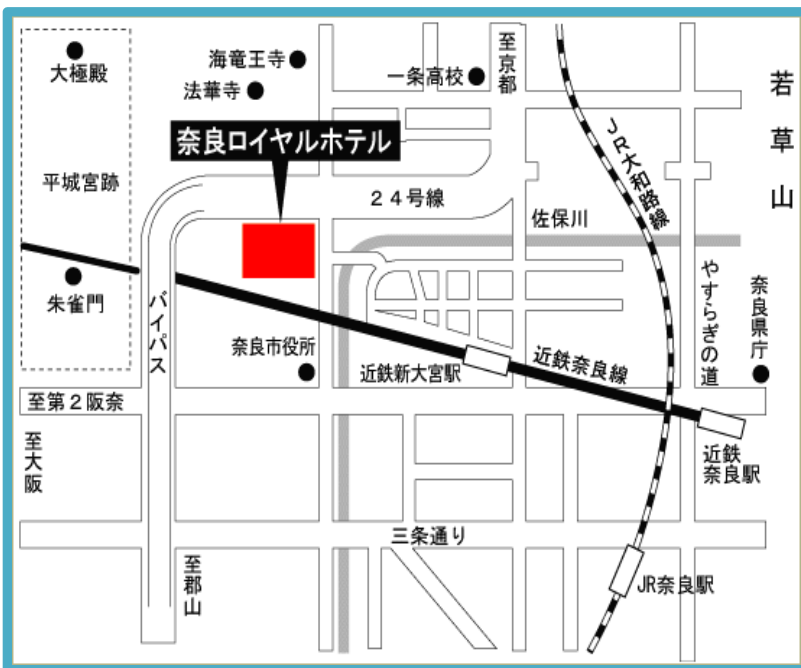 大極殿
海竜王寺
法華寺
一条高校
至京都
若草山
奈良ロイヤルホテル
JR大和路線
平城宮跡
24号線
佐保川
朱雀門
バイパス
やすらぎの道
奈良県庁
奈良市役所
近鉄新大宮駅
近鉄奈良線
至第2阪奈
至大阪
近鉄
奈良駅
三条通り
至郡山
JR奈良駅